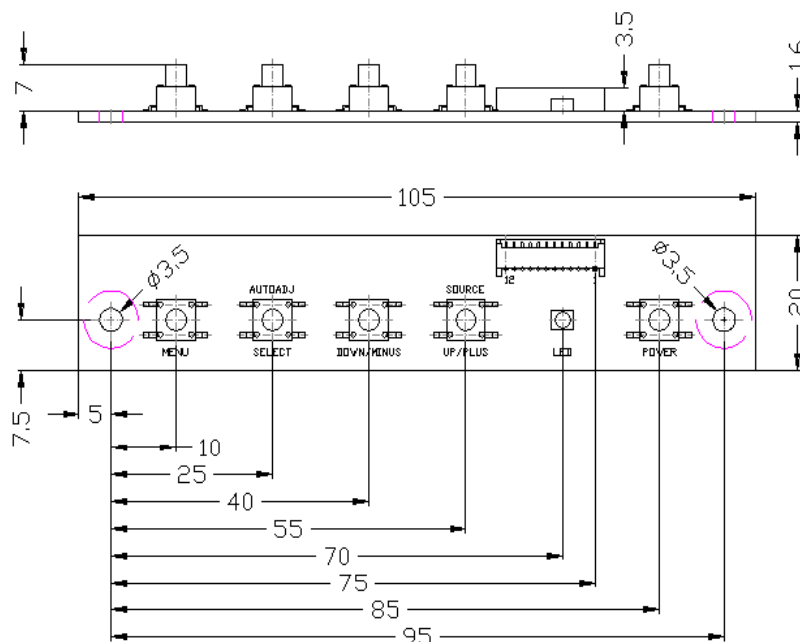 3,5
1,6
7
105
Ø3,5
Ø3,5
AUTOADJ
SOURCE
12
1
20
MENU
SELECT
DOWN/MINUS
UP/PLUS
LED
POWER
7,5
5
10
25
40
55
70
75
85
95